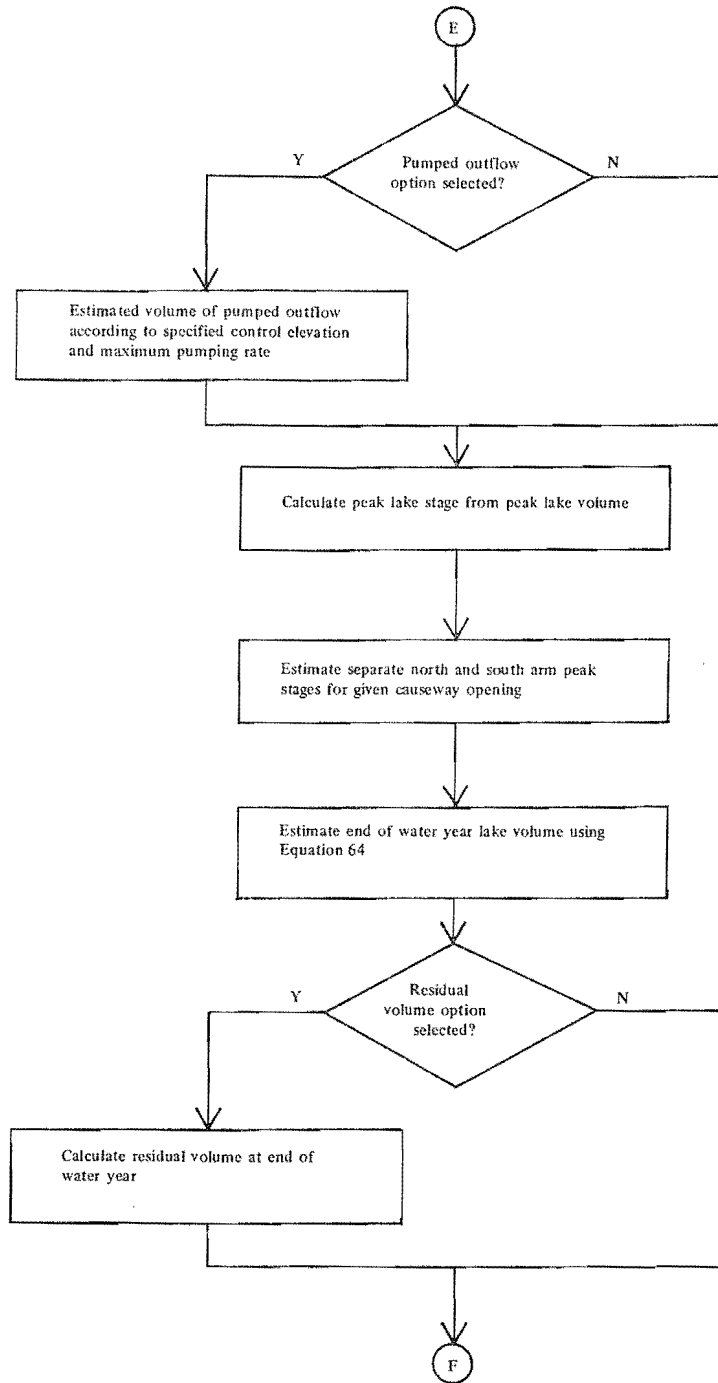 E
Pumped outflow
option selected?
Y
N
Estimated volume of pumped outflow
according to specified control elevation
and maximum pumping rate
Calculate peak lake stage from peak lake volume
Estimate separate north and south arm peak
stages for given causeway opening
Estimate end of water year lake volume using
Equation 64
Residual
volume option
selected?
Y
N
Calculate residual volume at end of
water year
F